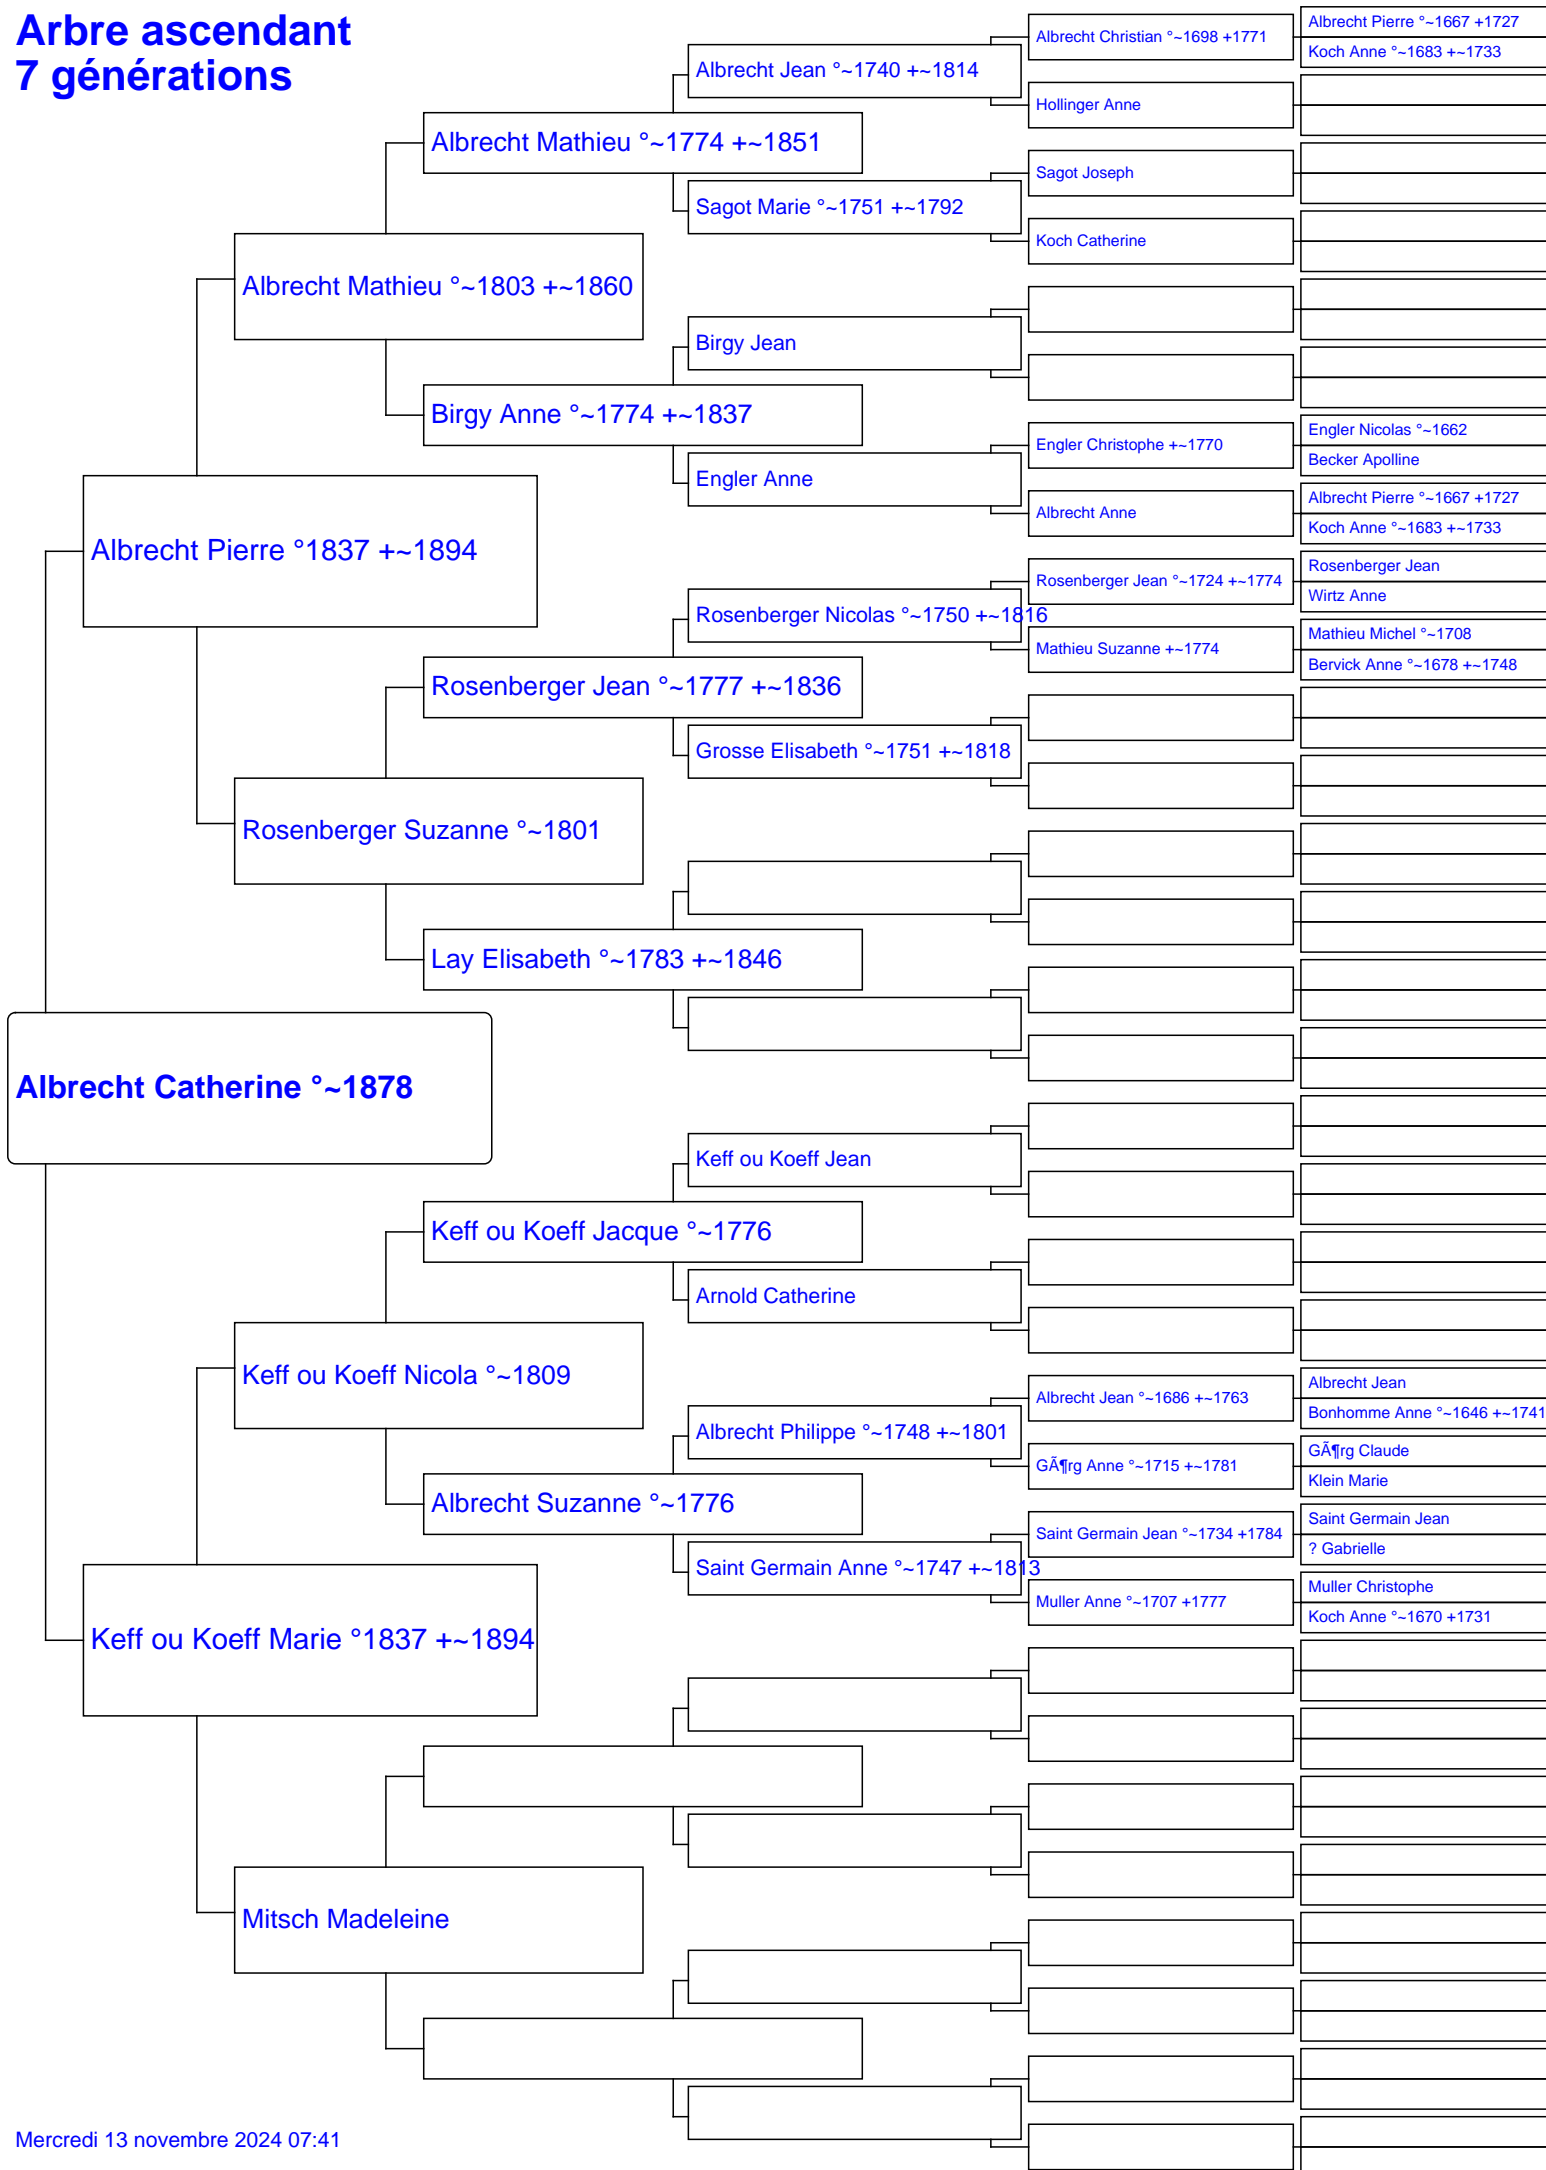 Arbre ascendant
7 générations
Albrecht Catherine °~1878
Albrecht Pierre °1837 +~1894
Keff ou Koeff Marie °1837 +~1894
Albrecht Mathieu °~1803 +~1860
Rosenberger Suzanne °~1801
Keff ou Koeff Nicola °~1809
Mitsch Madeleine
Albrecht Mathieu °~1774 +~1851
Birgy Anne °~1774 +~1837
Rosenberger Jean °~1777 +~1836
Lay Elisabeth °~1783 +~1846
Keff ou Koeff Jacque °~1776
Albrecht Suzanne °~1776
Albrecht Jean °~1740 +~1814
Sagot Marie °~1751 +~1792
Birgy Jean
Engler Anne
Rosenberger Nicolas °~1750 +~1816
Grosse Elisabeth °~1751 +~1818
Keff ou Koeff Jean
Arnold Catherine
Albrecht Philippe °~1748 +~1801
Saint Germain Anne °~1747 +~1813
Albrecht Christian °~1698 +1771
Hollinger Anne
Sagot Joseph
Koch Catherine
Engler Christophe +~1770
Albrecht Anne
Rosenberger Jean °~1724 +~1774
Mathieu Suzanne +~1774
Albrecht Jean °~1686 +~1763
GÃ¶rg Anne °~1715 +~1781
Saint Germain Jean °~1734 +1784
Muller Anne °~1707 +1777
Albrecht Pierre °~1667 +1727
Koch Anne °~1683 +~1733
Engler Nicolas °~1662
Becker Apolline
Albrecht Pierre °~1667 +1727
Koch Anne °~1683 +~1733
Rosenberger Jean
Wirtz Anne
Mathieu Michel °~1708
Bervick Anne °~1678 +~1748
Albrecht Jean
Bonhomme Anne °~1646 +~1741
GÃ¶rg Claude
Klein Marie
Saint Germain Jean
? Gabrielle
Muller Christophe
Koch Anne °~1670 +1731
Mercredi 13 novembre 2024 07:41